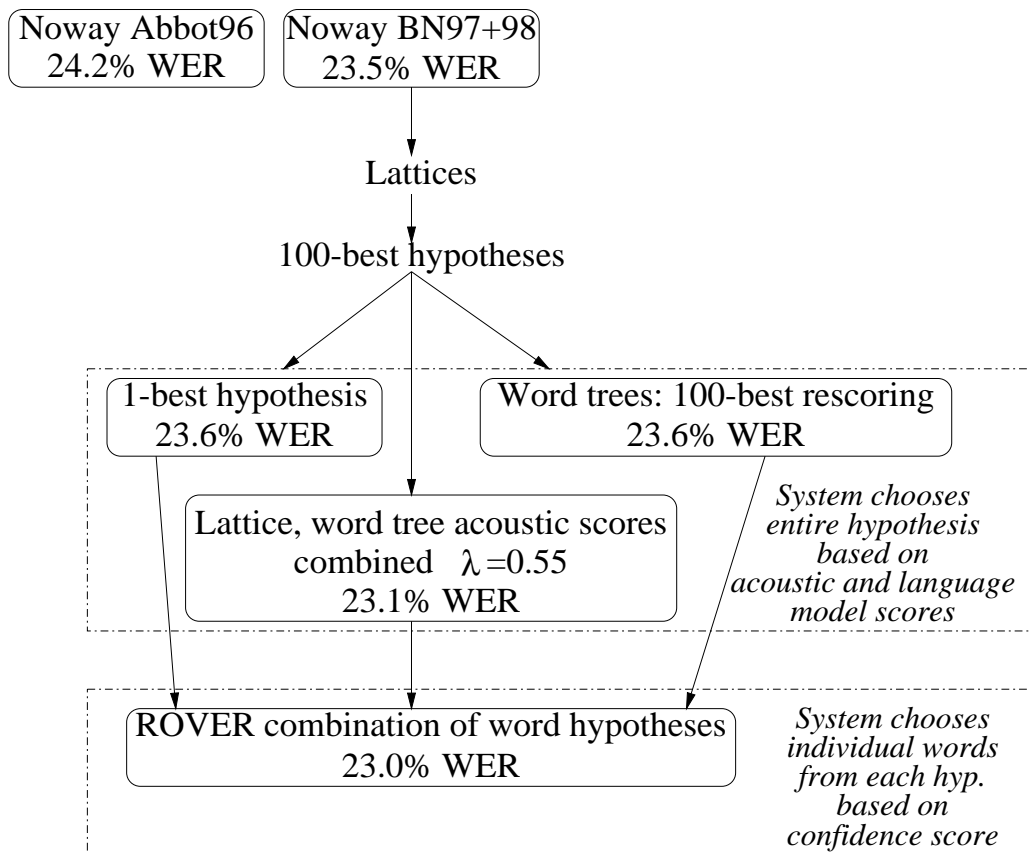 Noway Abbot96
24.2% WER
Noway BN97+98
23.5% WER
Lattices
100-best hypotheses
1-best hypothesis
23.6% WER
Word trees: 100-best rescoring
23.6% WER
Lattice, word tree acoustic scores
combined λ=0.55
23.1% WER
System chooses
entire hypothesis
based on
acoustic and language
model scores
ROVER combination of word hypotheses
23.0% WER
System chooses
individual words
from each hyp.
based on
confidence score